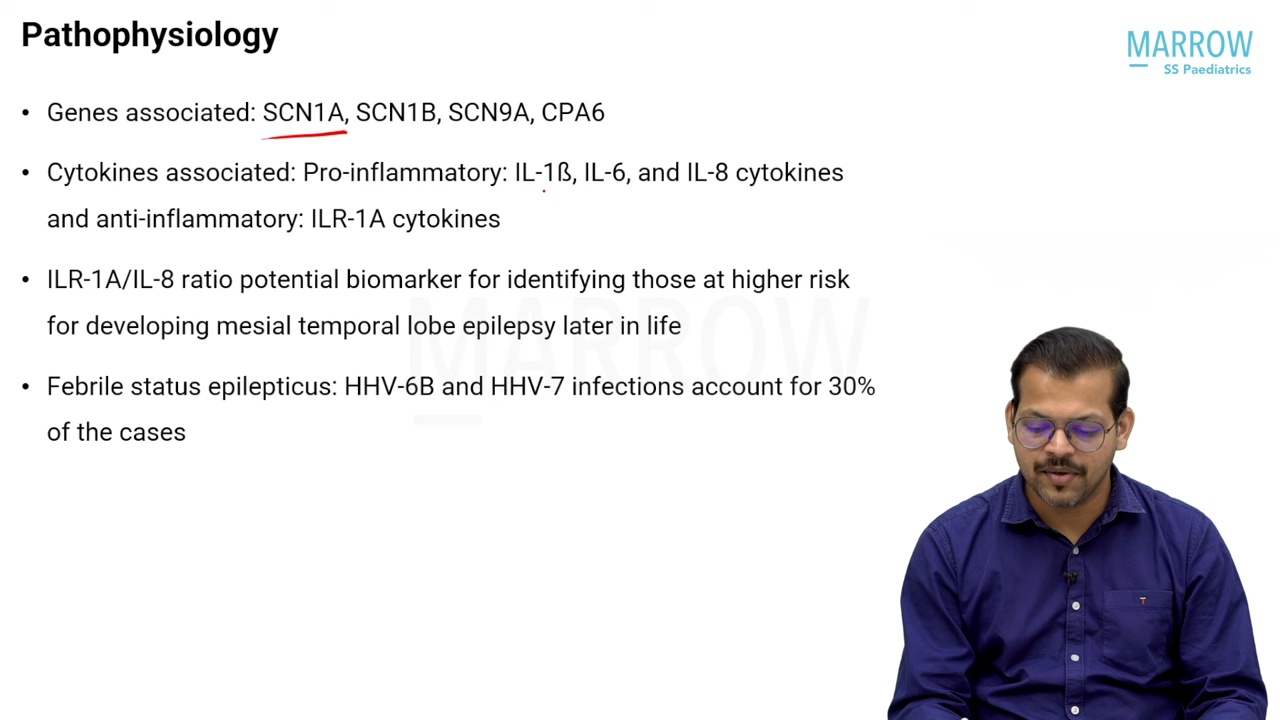 Pathophysiology
MARROW
SS Paediatrics
• Genes associated: SCN1A, SCN1B, SCN9A, CPA6
• Cytokines associated: Pro-inflammatory: IL-1ß, IL-6, and IL-8 cytokines
and anti-inflammatory: ILR-1A cytokines
• ILR-1A/IL-8 ratio potential biomarker for identifying those at higher risk
for developing mesial temporal lobe epilepsy later in life
MARROW
• Febrile status epilepticus: HHV-6B and HHV-7 infections account for 30%
of the cases